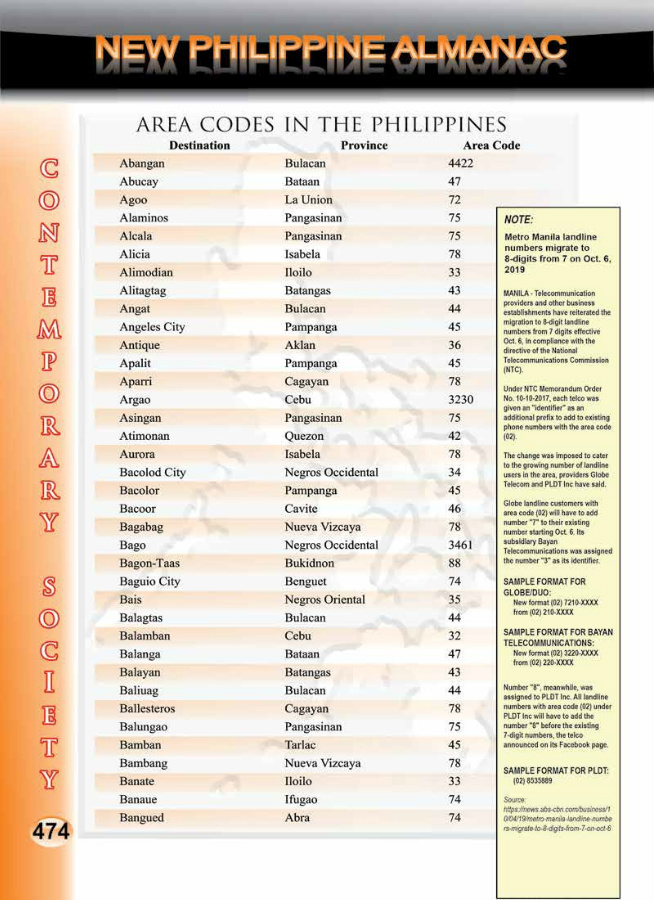 NEW PHILIPPINE ALMANAC
AREA CODES IN THE PHILIPPINES
Destination Province Area Code
Abangan Bulacan 4422
Abucay Bataan 47
Agoo La Union 72
Alaminos Pangasinan 75
Alcala Pangasinan 75
Alicia Isabela 78
Alimodian Iloilo 33
Alitagtag Batangas 43
Angat Bulacan 44
Angeles City Pampanga 45
Antique Aklan 36
Apalit Pampanga 45
Aparri Cagayan 78
Argao Cebu 3230
Asingan Pangasinan 75
Atimonan Quezon 42
Aurora Isabela 78
Bacolod City Negros Occidental 34
Bacolor Pampanga 45
Bacoor Cavite 46
Bagabag Nueva Vizcaya 78
Bago Negros Occidental 3461
Bagon-Taas Bukidnon 88
Baguio City Benguet 74
Bais Negros Oriental 35
Balagtas Bulacan 44
Balamban Cebu 32
Balanga Bataan 47
Balayan Batangas 43
Baliuag Bulacan 44
Ballesteros Cagayan 78
Balungao Pangasinan 75
Bamban Tarlac 45
Bambang Nueva Vizcaya 78
Banate Iloilo 33
Banaue Ifugao 74
Bangued Abra 74
NOTE:
Metro Manila landline
numbers migrate to
8-digits from 7 on Oct. 6,
2019
MANILA - Telecommunication
providers and other business
establishments have reiterated the
migration to 8-digit landline
numbers from 7 digits effective
Oct. 6, in compliance with the
directive of the National
Telecommunications Commission
(NTC).
Under NTC Memorandum Order
No. 10-10-2017, each telco was
given an "identifier" as an
additional prefix to add to existing
phone numbers with the area code
(02).
The change was imposed to cater
to the growing number of landline
users in the area, providers Globe
Telecom and PLDT Inc have said.
Globe landline customers with
area code (02) will have to add
number "7" to their existing
number starting Oct. 6. Its
subsidiary Bayan
Telecommunications was assigned
the number "3" as its identifier.
SAMPLE FORMAT FOR
GLOBE/DUO:
New format (02) 7210-XXXX
from (02) 210-XXXX
SAMPLE FORMAT FOR BAYAN
TELECOMMUNICATIONS:
New format (02) 3220-XXXX
from (02) 220-XXXX
Number "8", meanwhile, was
assigned to PLDT Inc. All landline
numbers with area code (02) under
PLDT Inc will have to add the
number "8" before the existing
7-digit numbers, the telco
announced on its Facebook page.
SAMPLE FORMAT FOR PLDT:
(02) 8535889
Source:
https://news.abs-cbn.com/business/1
0/04/19/metro-manila-landline-numbe
rs-migrate-to-8-digits-from-7-on-oct-6
CONTEMPORARY SOCIETY
474